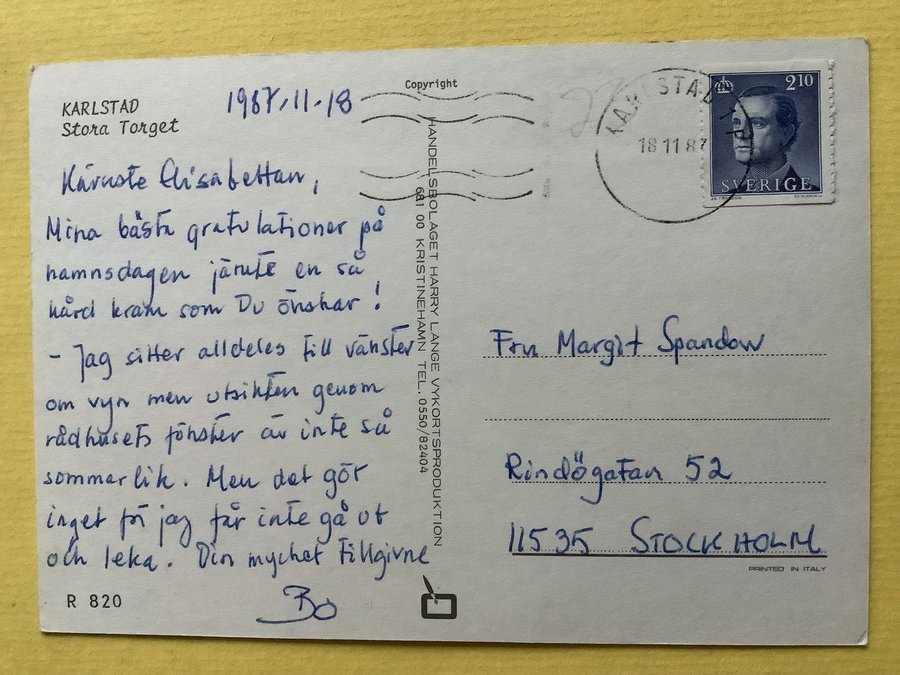 KARLSTAD
Stora Torget
1987.11.18
Käraste Elisabettan,
Mina bästa gratulationer på
namnsdagen jämte en så
hård kram som Du önskar!
- Jag sitter alldeles till vänster
om vyn men utsikten genom
rådhusets fönster är inte så
sommarlik. Men det gör
inget för jag får inte gå ut
och leka. Din mycket tillgivne
Bo
R 820
Copyright
HANDELSBOLAGET HARRY LANGE VYKORTSPRODUKTION
681 00 KRISTINEHAMN TEL. 0550/82404
KARLSTAD
18 11 87
2 10
SVERIGE
Fru Margit Spandow
Rindögatan 52
11535 STOCKHOLM
PRINTED IN ITALY